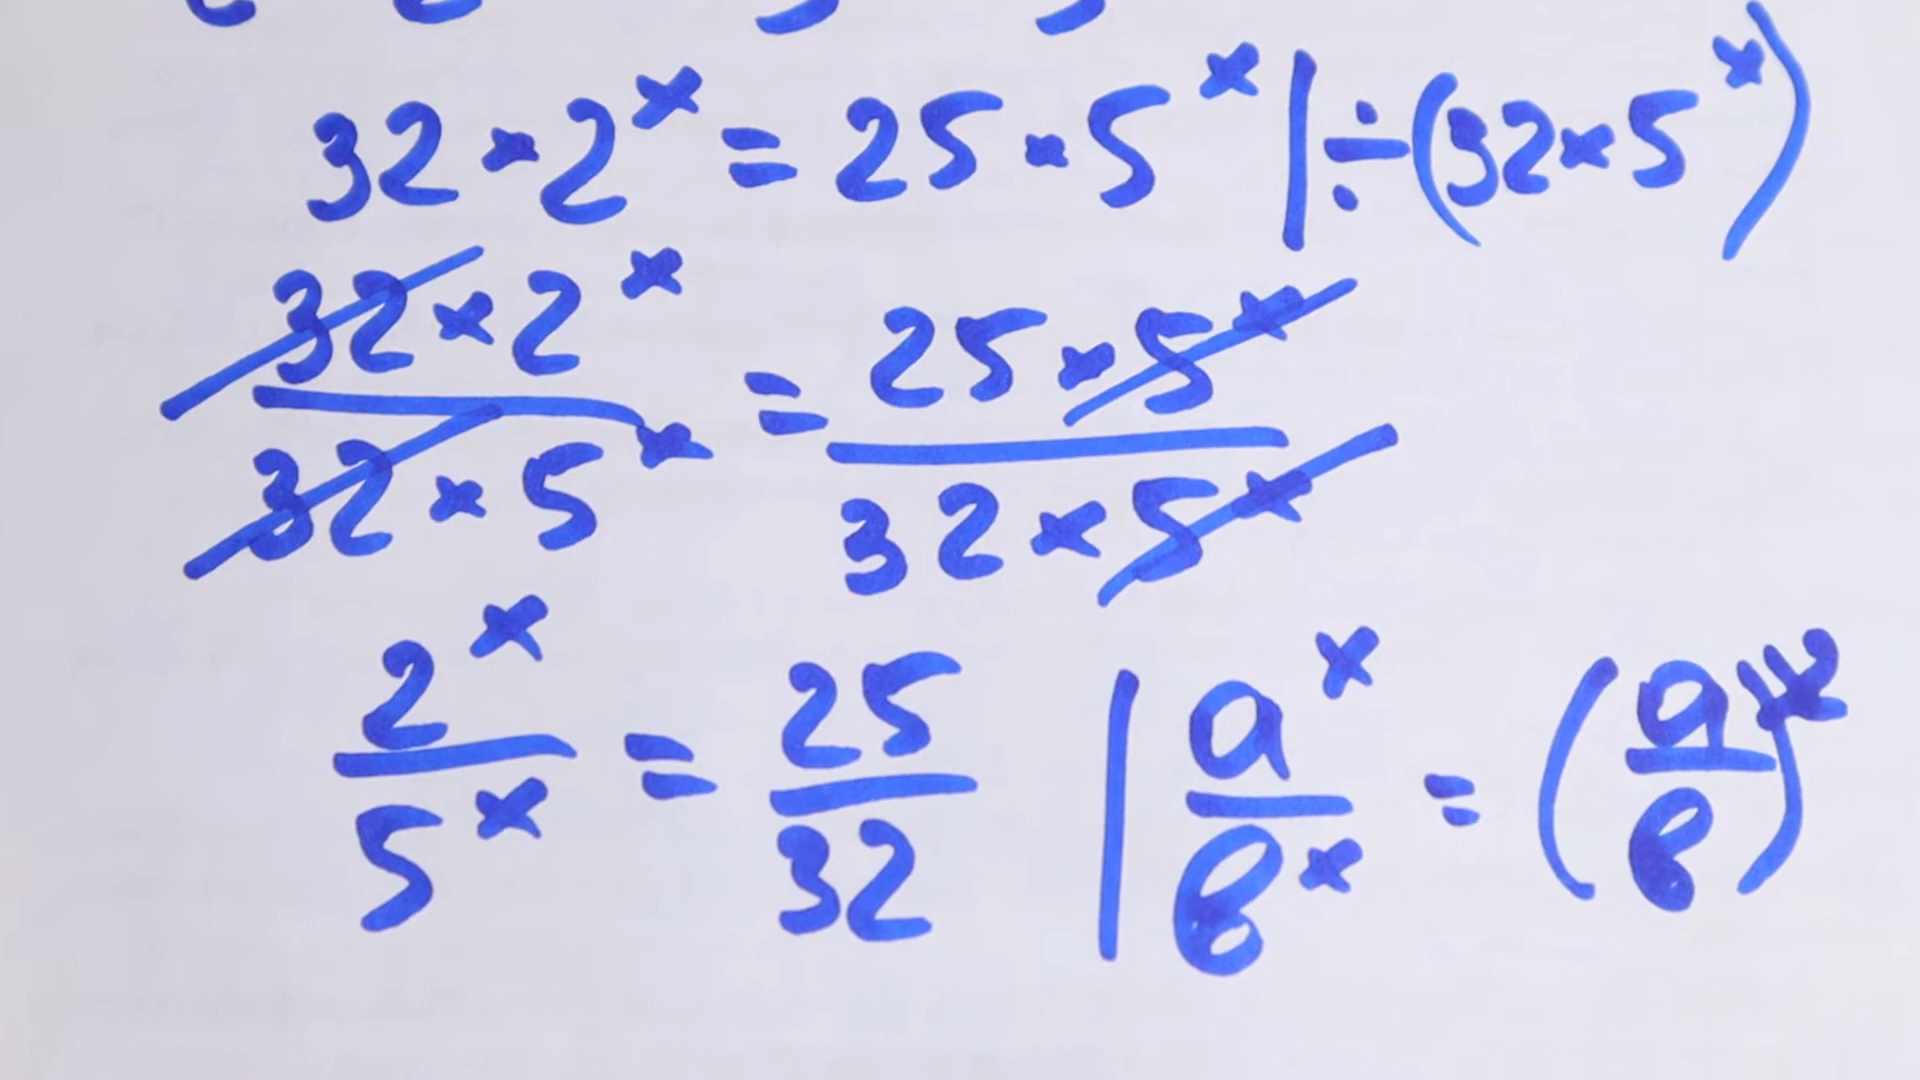 32 · 2^x = 25 · 5^x | ÷ (32 × 5^x)
32 × 2^x / 32 × 5^x = 25 × 5^x / 32 × 5^x
2^x / 5^x = 25 / 32 | a^x / b^x = (a / b)